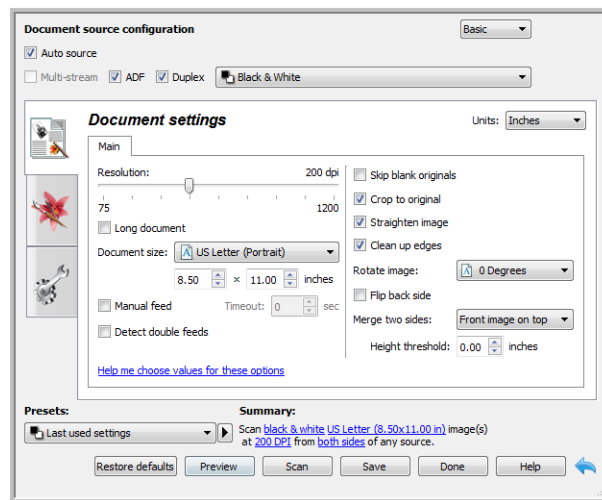 Document source configuration
Basic
Auto source
Multi-stream ADF Duplex Black & White
Document settings
Units: Inches
Main
Resolution: 200 dpi
75 1200
Long document
Document size: US Letter (Portrait)
8.50 × 11.00 inches
Manual feed Timeout: 0 sec
Detect double feeds
Help me choose values for these options
Skip blank originals
Crop to original
Straighten image
Clean up edges
Rotate image: 0 Degrees
Flip back side
Merge two sides: Front image on top
Height threshold: 0.00 inches
Presets:
Last used settings
Summary:
Scan black & white US Letter (8.50x11.00 in) image(s)
at 200 DPI from both sides of any source.
Restore defaults Preview Scan Save Done Help